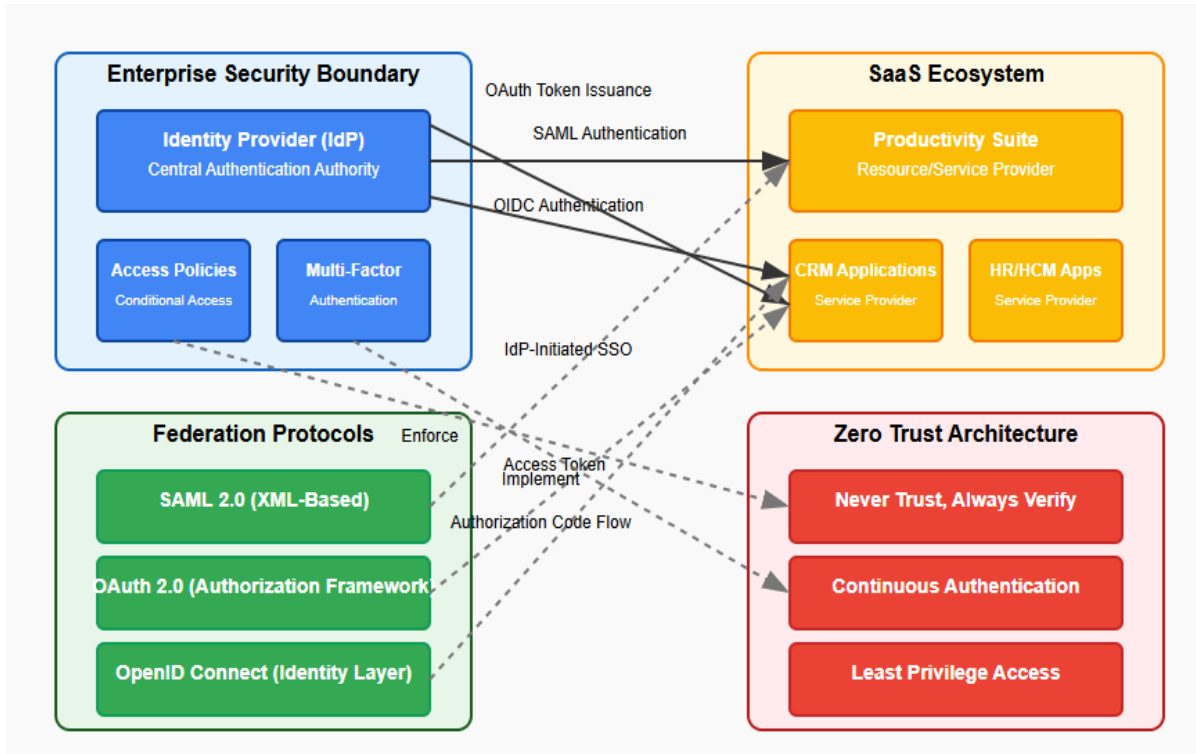 Enterprise Security Boundary
Identity Provider (IdP)
Central Authentication Authority
Access Policies
Conditional Access
Multi-Factor
Authentication
OAuth Token Issuance
SAML Authentication
OIDC Authentication
IdP-Initiated SSO
SaaS Ecosystem
Productivity Suite
Resource/Service Provider
CRM Applications
Service Provider
HR/HCM Apps
Service Provider
Federation Protocols
SAML 2.0 (XML-Based)
OAuth 2.0 (Authorization Framework)
OpenID Connect (Identity Layer)
Enforce
Access Token
Implement
Authorization Code Flow
Zero Trust Architecture
Never Trust, Always Verify
Continuous Authentication
Least Privilege Access